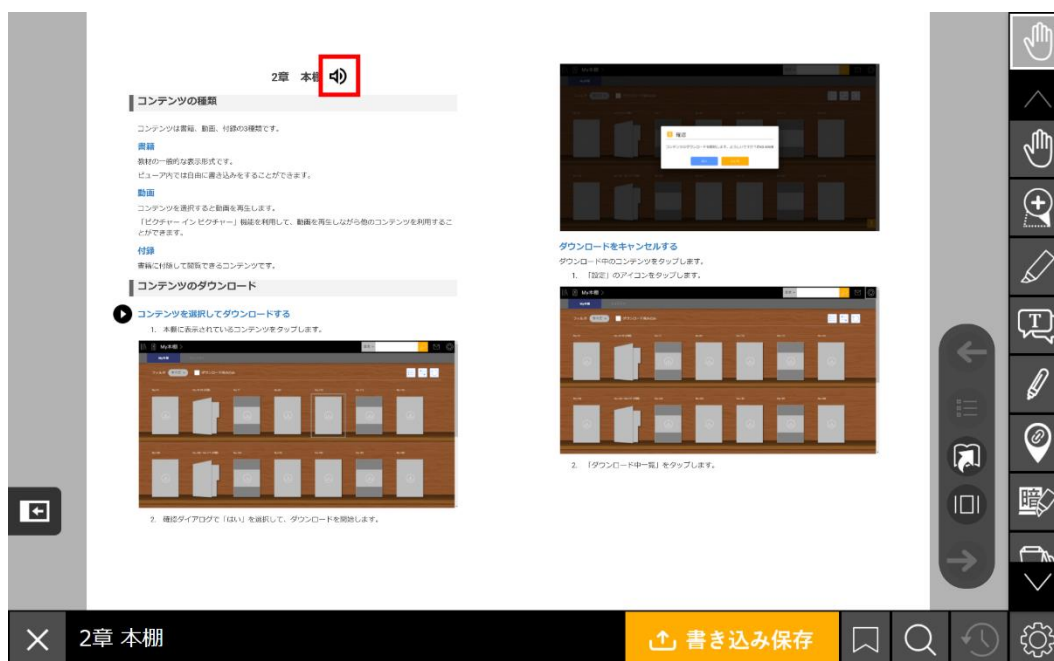 2章 本棚
コンテンツの種類
コンテンツは書籍、動画、付録の3種類です。
書籍
教材の一般的な表示形式です。
ビューア内では自由に書き込みをすることができます。
動画
コンテンツを選択すると動画を再生します。
「ピクチャー イン ピクチャー」機能を利用して、動画を再生しながら他のコンテンツを利用するこ
とができます。
付録
書籍に付随して閲覧できるコンテンツです。
コンテンツのダウンロード
コンテンツを選択してダウンロードする
1. 本棚に表示されているコンテンツをタップします。
My本棚
2. 確認ダイアログで「はい」を選択して、ダウンロードを開始します。
確認
ダウンロードをキャンセルする
ダウンロード中のコンテンツをタップします。
1. 「設定」のアイコンをタップします。
My本棚
2. 「ダウンロード中一覧」をタップします。
T
暗
2章 本棚
書き込み保存